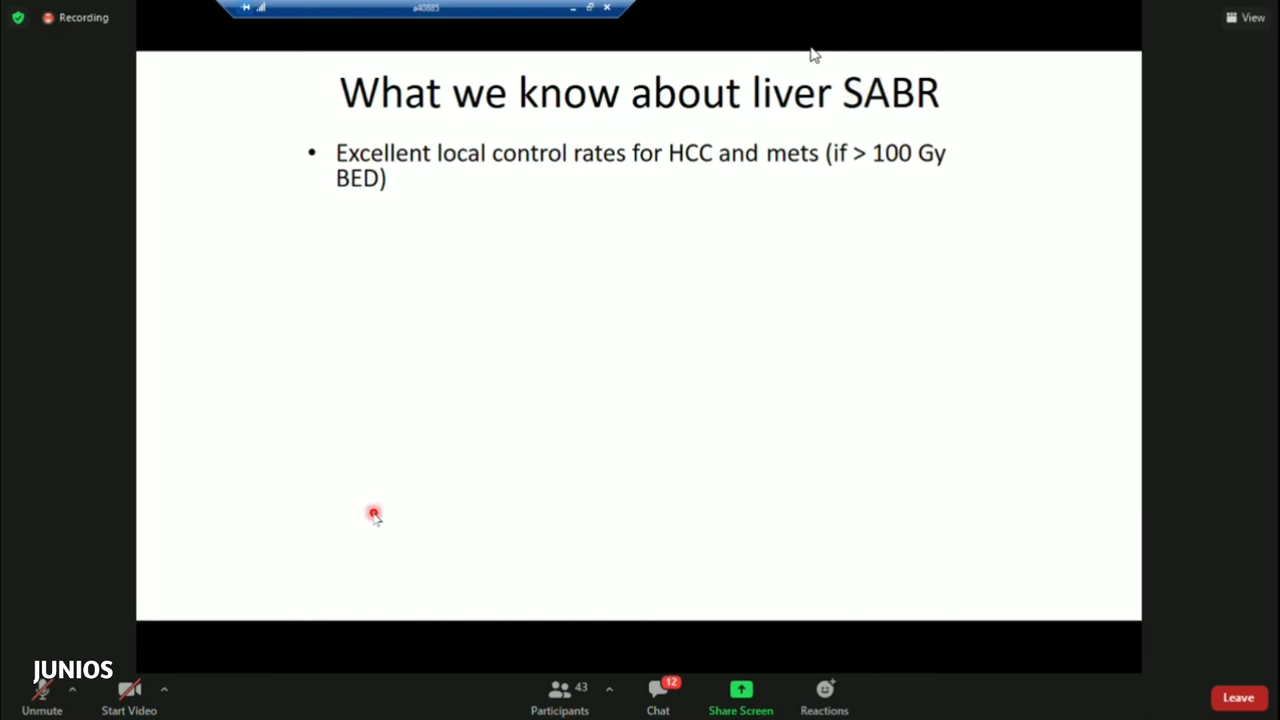 Recording
a40885
View
What we know about liver SABR
• Excellent local control rates for HCC and mets (if > 100 Gy
BED)
JUNIOS
43
12
Unmute
Start Video
Participants
Chat
Share Screen
Reactions
Leave